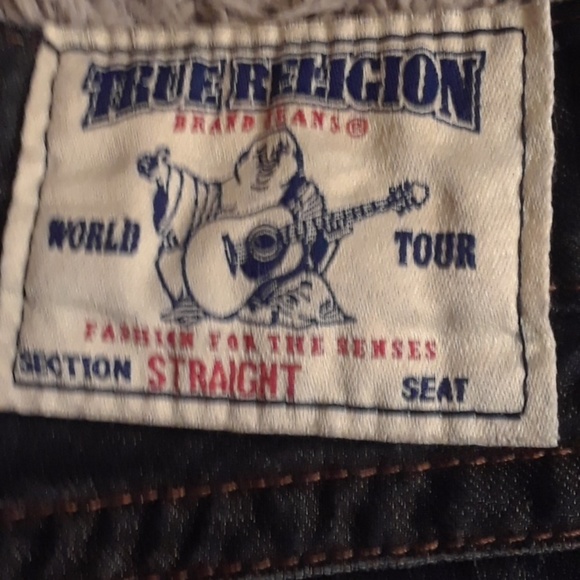 TRUE RELIGION
BRAND JEANS®
WORLD TOUR
FASHION FOR THE SENSES
SECTION STRAIGHT SEAT